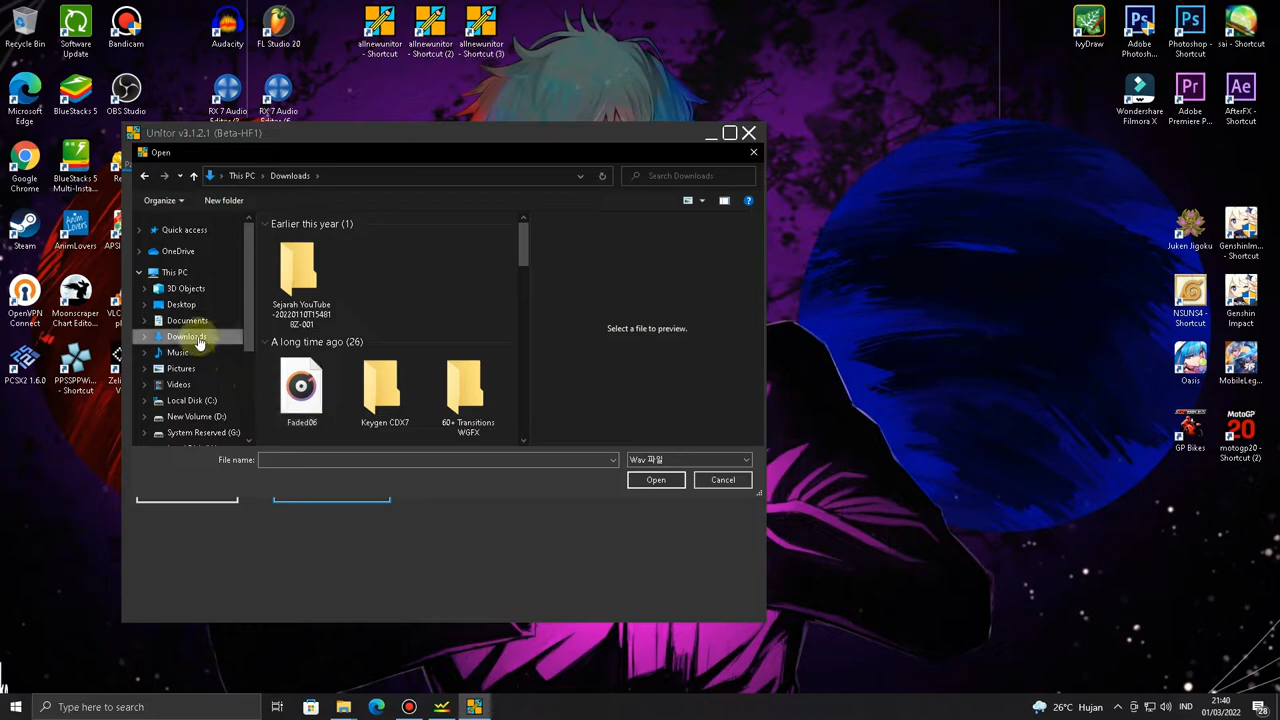 Recycle Bin
Software
Update
Bandicam
Audacity
FL Studio 20
allnewunitor
- Shortcut
allnewunitor
- Shortcut (2)
allnewunitor
- Shortcut (3)
IvyDraw
Adobe
Photosh...
Photoshop -
Shortcut
sai - Shortcut
Microsoft
Edge
BlueStacks 5
OBS Studio
RX 7 Audio
RX 7 Audio
Wondershare
Filmora X
Adobe
Premiere P...
AfterFX -
Shortcut
Unitor v3.1.2.1 (Beta-HF1)
Open
This PC
Downloads
Search Downloads
Organize
New folder
Google
Chrome
BlueStacks 5
Multi-Insta...
Quick access
OneDrive
This PC
3D Objects
Desktop
Documents
Downloads
Music
Pictures
Videos
Local Disk (C:)
New Volume (D:)
System Reserved (G:)
Earlier this year (1)
Sejarah YouTube
-20220110T15481
8Z-001
A long time ago (26)
Faded06
Keygen CDX7
60+ Transitions
WGFX
Select a file to preview.
File name:
Wav 파일
Open
Cancel
Steam
AnimLovers
Juken Jigoku
GenshinIm...
- Shortcut
OpenVPN
Connect
Moonscraper
Chart Edito...
NSUNS4 -
Shortcut
Genshin
Impact
PCSX2 1.6.0
PPSSPPWi...
- Shortcut
Oasis
MobileLeg...
GP Bikes
motogp20 -
Shortcut (2)
Type here to search
26°C Hujan
IND
21:40
01/03/2022
28